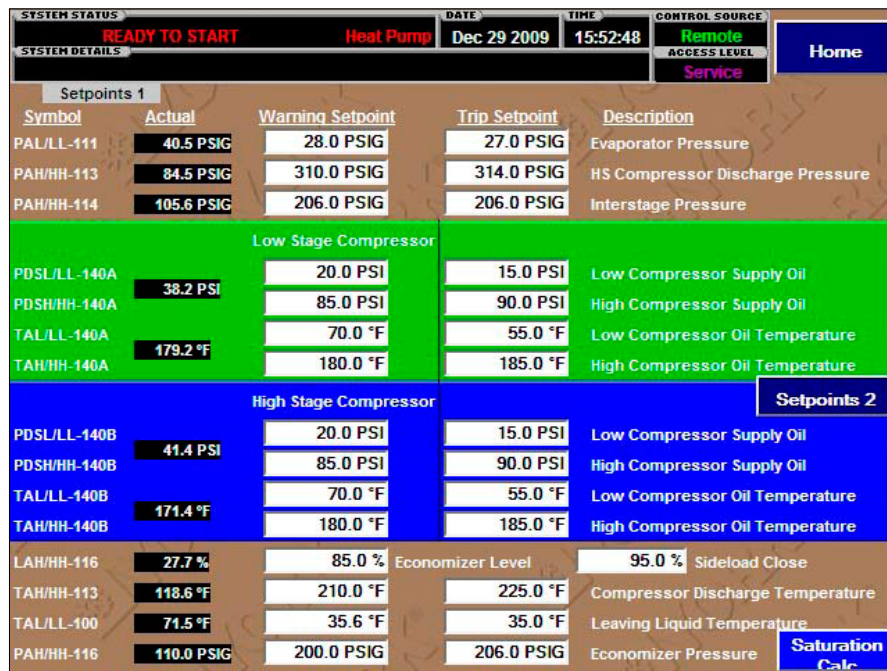 SYSTEM STATUS DATE TIME CONTROL SOURCE
READY TO START Heat Pump Dec 29 2009 15:52:48 Remote Home
SYSTEM DETAILS ACCESS LEVEL
Service
Setpoints 1
Symbol Actual Warning Setpoint Trip Setpoint Description
PAL/LL-111 40.5 PSIG 28.0 PSIG 27.0 PSIG Evaporator Pressure
PAH/HH-113 84.5 PSIG 310.0 PSIG 314.0 PSIG HS Compressor Discharge Pressure
PAH/HH-114 105.6 PSIG 206.0 PSIG 206.0 PSIG Interstage Pressure
Low Stage Compressor
PDSL/LL-140A 20.0 PSI 15.0 PSI Low Compressor Supply Oil
38.2 PSI
PDSH/HH-140A 85.0 PSI 90.0 PSI High Compressor Supply Oil
TAL/LL-140A 70.0 °F 55.0 °F Low Compressor Oil Temperature
179.2 °F
TAH/HH-140A 180.0 °F 185.0 °F High Compressor Oil Temperature
High Stage Compressor Setpoints 2
PDSL/LL-140B 20.0 PSI 15.0 PSI Low Compressor Supply Oil
41.4 PSI
PDSH/HH-140B 85.0 PSI 90.0 PSI High Compressor Supply Oil
TAL/LL-140B 70.0 °F 55.0 °F Low Compressor Oil Temperature
171.4 °F
TAH/HH-140B 180.0 °F 185.0 °F High Compressor Oil Temperature
LAH/HH-116 27.7 % 85.0 % Economizer Level 95.0 % Sideload Close
TAH/HH-113 118.6 °F 210.0 °F 225.0 °F Compressor Discharge Temperature
TAL/LL-100 71.5 °F 35.6 °F 35.0 °F Leaving Liquid Temperature
PAH/HH-116 110.0 PSIG 200.0 PSIG 206.0 PSIG Economizer Pressure Saturation
Calc